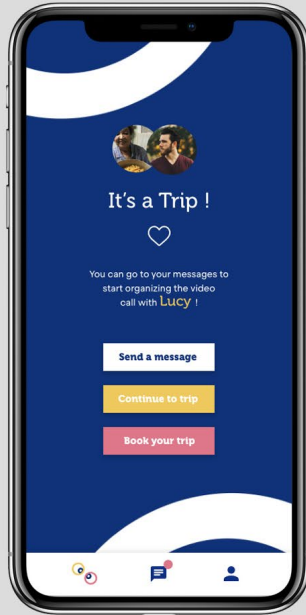 It's a Trip !
You can go to your messages to
start organizing the video
call with Lucy !
Send a message
Continue to trip
Book your trip